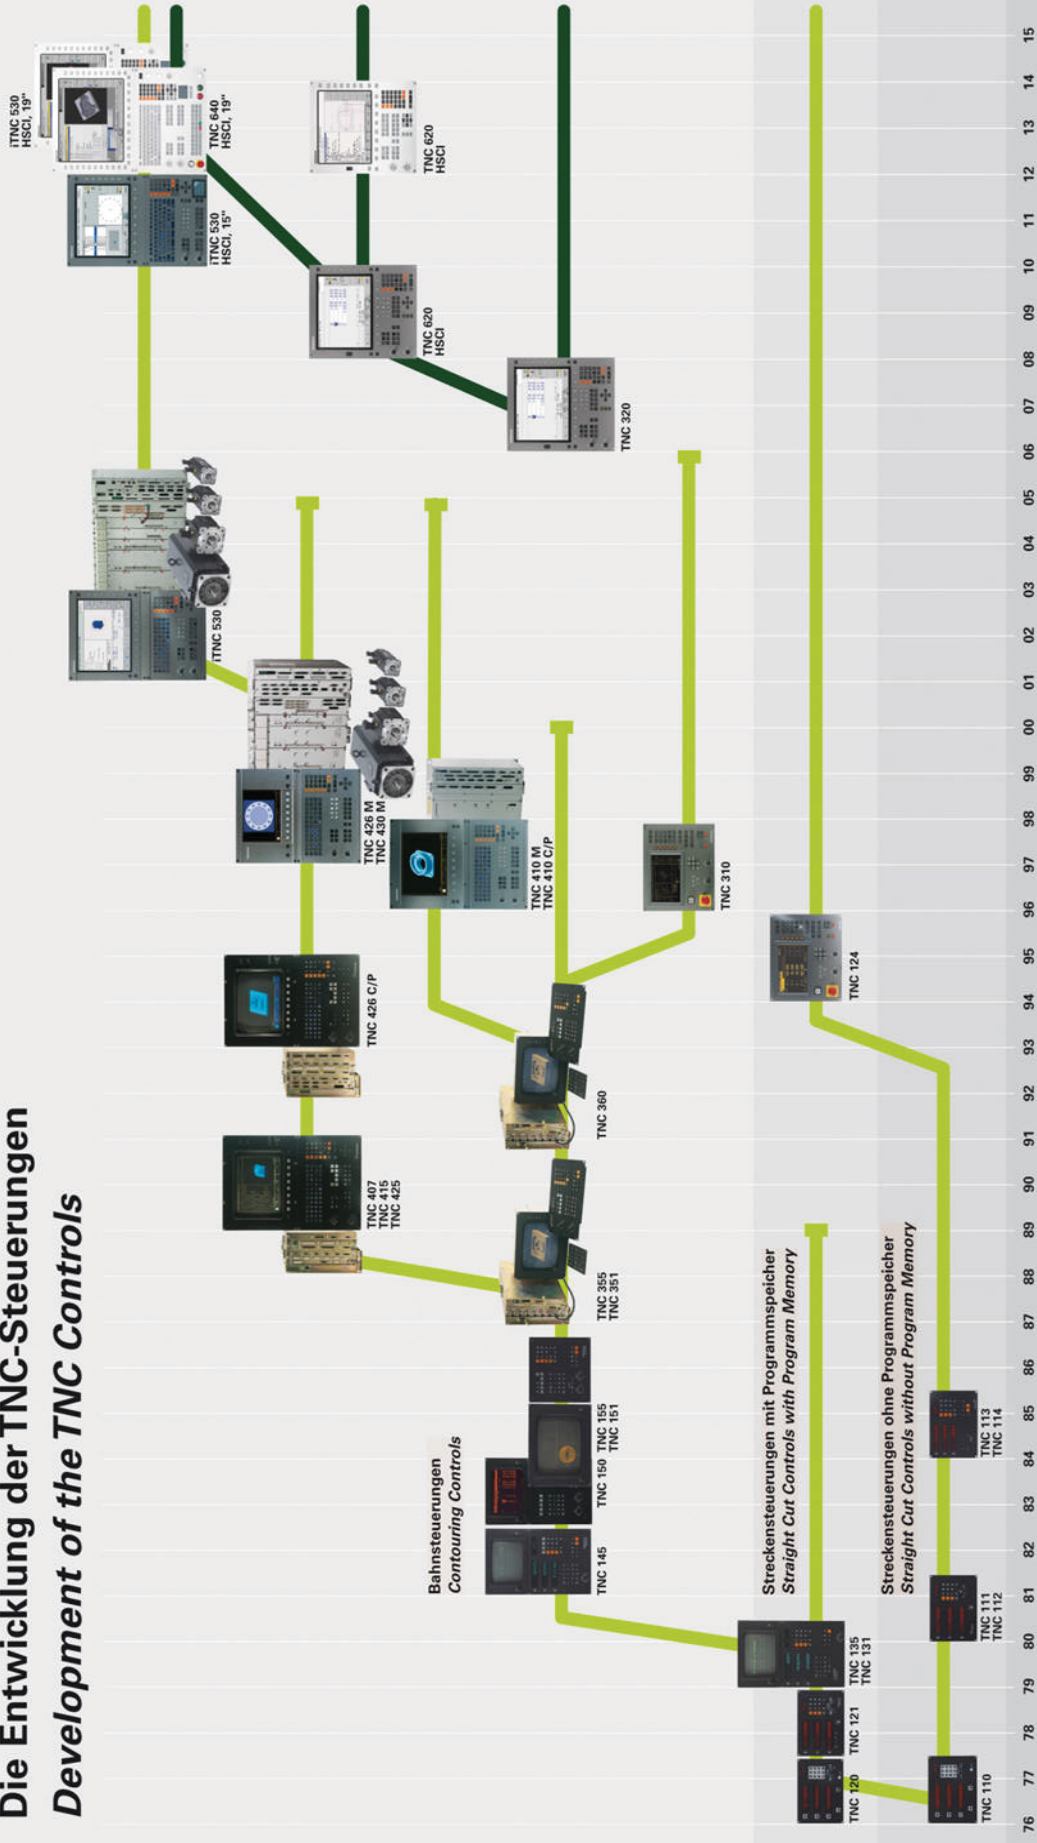 Die Entwicklung der TNC-Steuerungen
Development of the TNC Controls
iTNC 530
HSCI, 19"
TNC 640
HSCI, 19"
iTNC 530
HSCI, 15"
iTNC 530
TNC 620
HSCI
TNC 620
HSCI
TNC 320
TNC 426 M
TNC 430 M
TNC 426 C/P
TNC 407
TNC 415
TNC 425
TNC 410 M
TNC 410 C/P
TNC 310
TNC 360
TNC 355
TNC 351
Bahnsteuerungen
Contouring Controls
TNC 155
TNC 151
TNC 150
TNC 145
TNC 124
Streckensteuerungen mit Programmspeicher
Straight Cut Controls with Program Memory
TNC 135
TNC 131
TNC 121
TNC 120
Streckensteuerungen ohne Programmspeicher
Straight Cut Controls without Program Memory
TNC 113
TNC 114
TNC 111
TNC 112
TNC 110
76 77 78 79 80 81 82 83 84 85 86 87 88 89 90 91 92 93 94 95 96 97 98 99 00 01 02 03 04 05 06 07 08 09 10 11 12 13 14 15